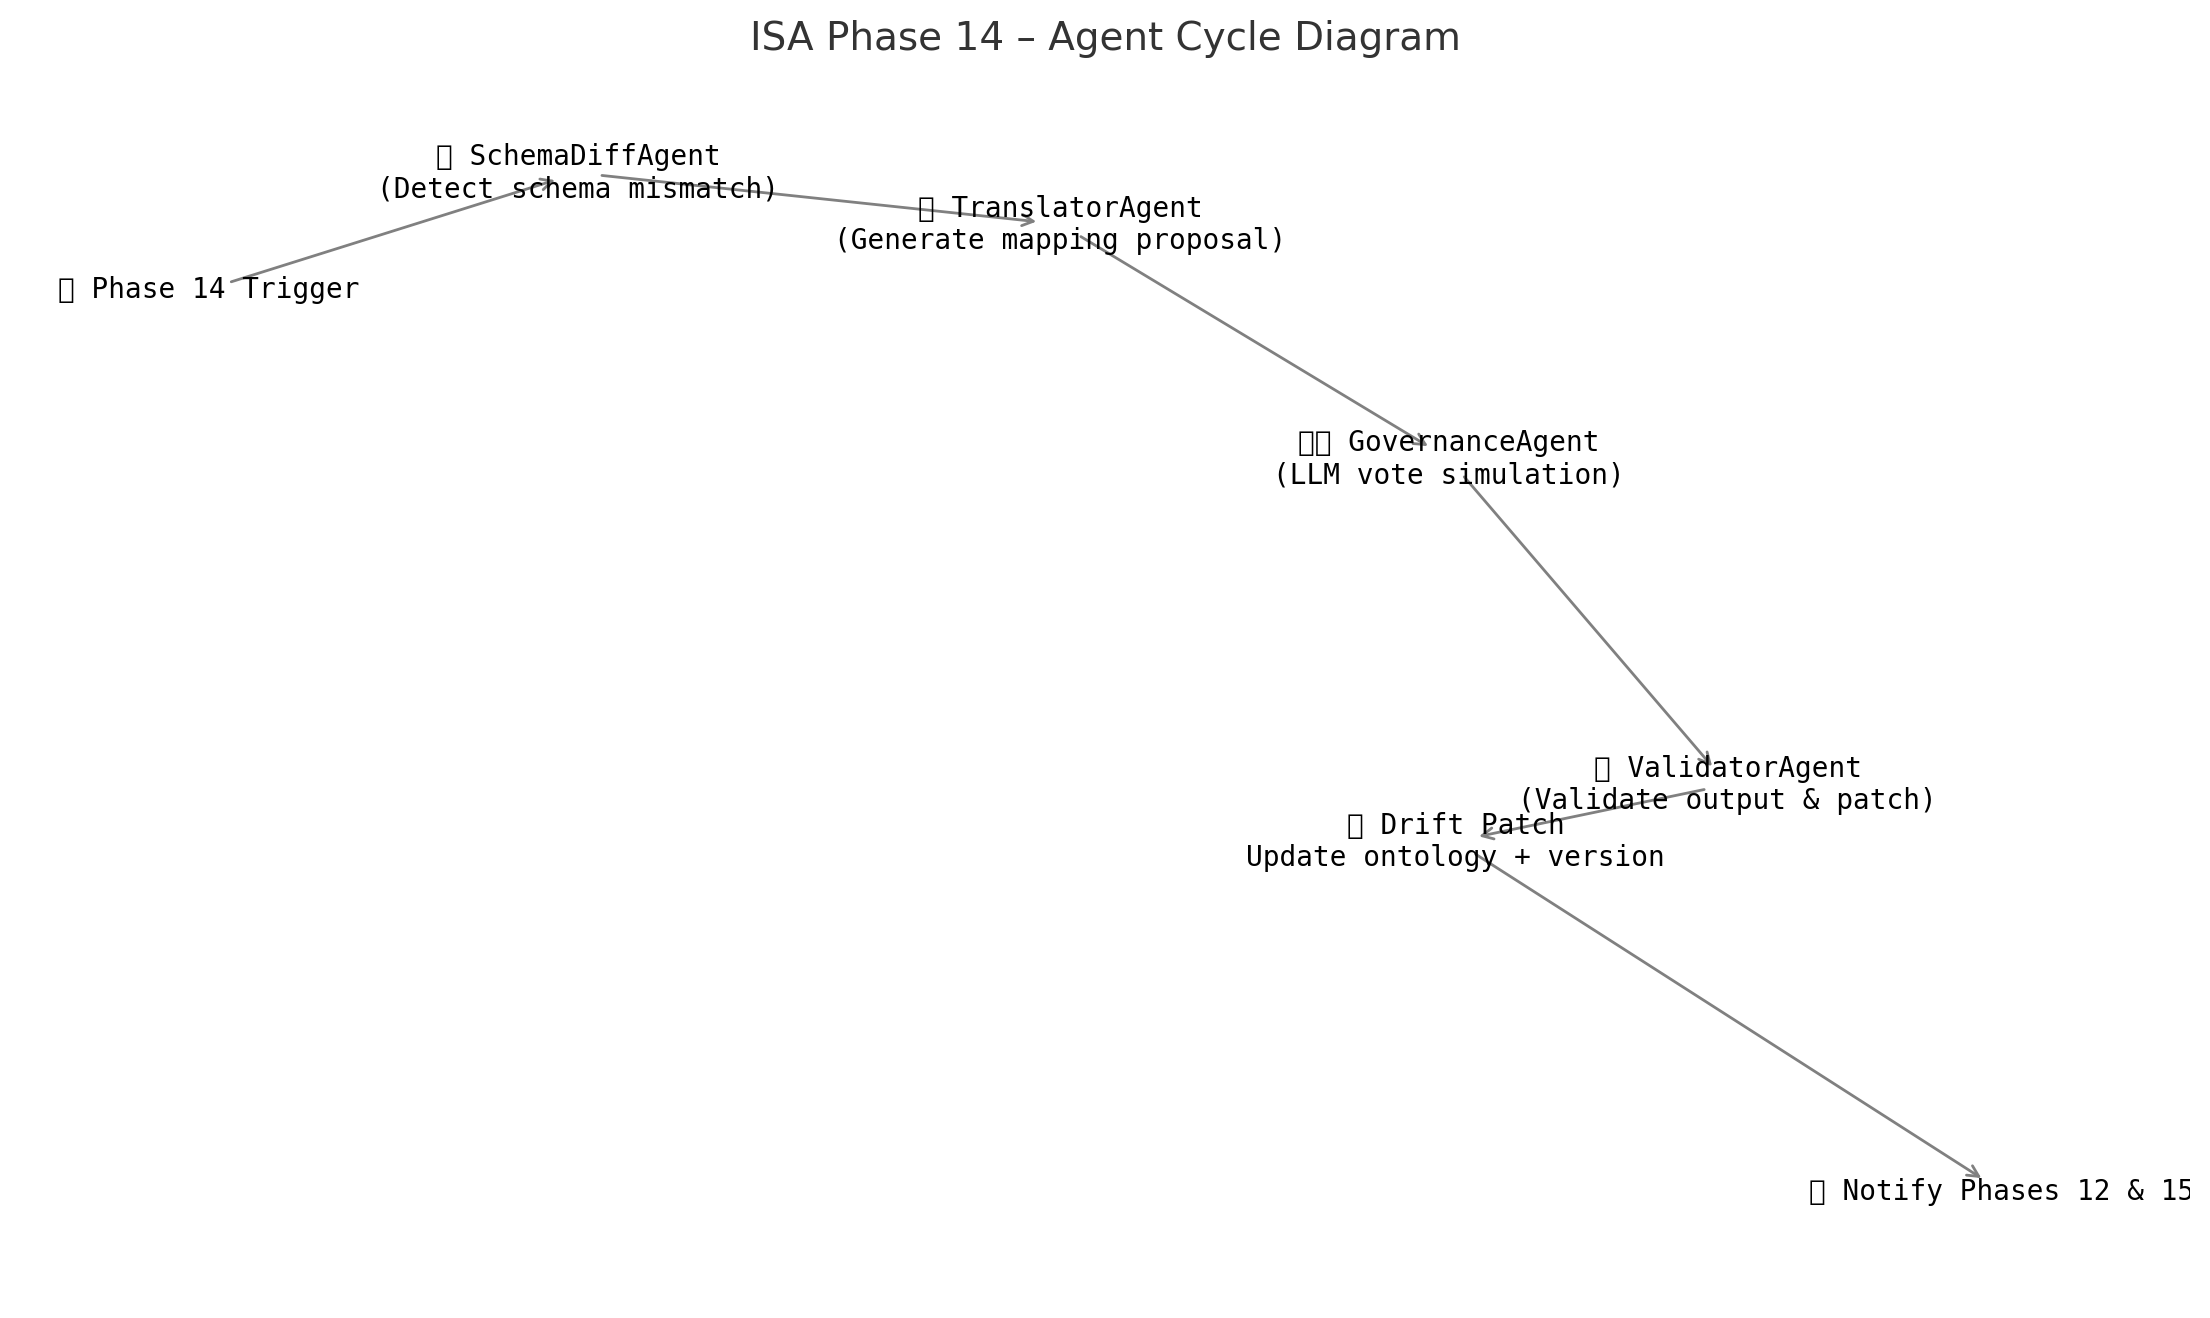 ISA Phase 14 – Agent Cycle Diagram
SchemaDiffAgent
(Detect schema mismatch)
TranslatorAgent
(Generate mapping proposal)
Phase 14 Trigger
GovernanceAgent
(LLM vote simulation)
ValidatorAgent
(Validate output & patch)
Drift Patch
Update ontology + version
Notify Phases 12 & 15